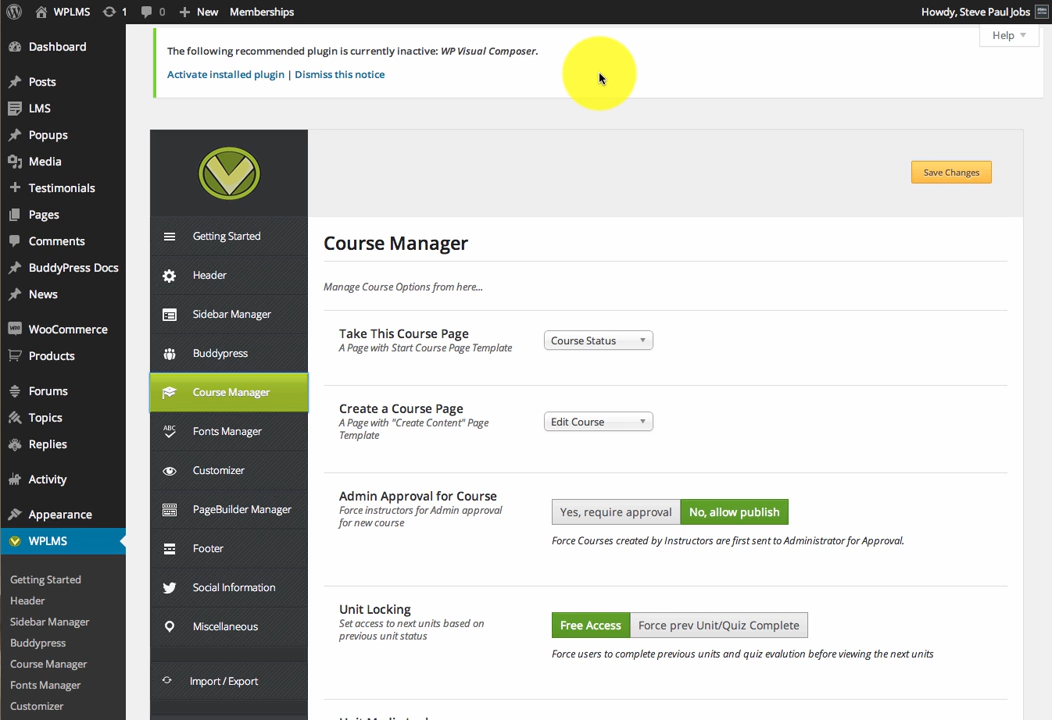 WPLMS 1 0 New Memberships Howdy, Steve Paul Jobs
Help
The following recommended plugin is currently inactive: WP Visual Composer.
Activate installed plugin | Dismiss this notice
Dashboard
Posts
LMS
Popups
Media
Testimonials
Pages
Comments
BuddyPress Docs
News
WooCommerce
Products
Forums
Topics
Replies
Activity
Appearance
WPLMS
Getting Started
Header
Sidebar Manager
Buddypress
Course Manager
Fonts Manager
Customizer
Getting Started
Header
Sidebar Manager
Buddypress
Course Manager
ABC Fonts Manager
Customizer
PageBuilder Manager
Footer
Social Information
Miscellaneous
Import / Export
Save Changes
Course Manager
Manage Course Options from here...
Take This Course Page
A Page with Start Course Page Template
Course Status
Create a Course Page
A Page with "Create Content" Page
Template
Edit Course
Admin Approval for Course
Force instructors for Admin approval
for new course
Yes, require approval No, allow publish
Force Courses created by Instructors are first sent to Administrator for Approval.
Unit Locking
Set access to next units based on
previous unit status
Free Access Force prev Unit/Quiz Complete
Force users to complete previous units and quiz evalution before viewing the next units